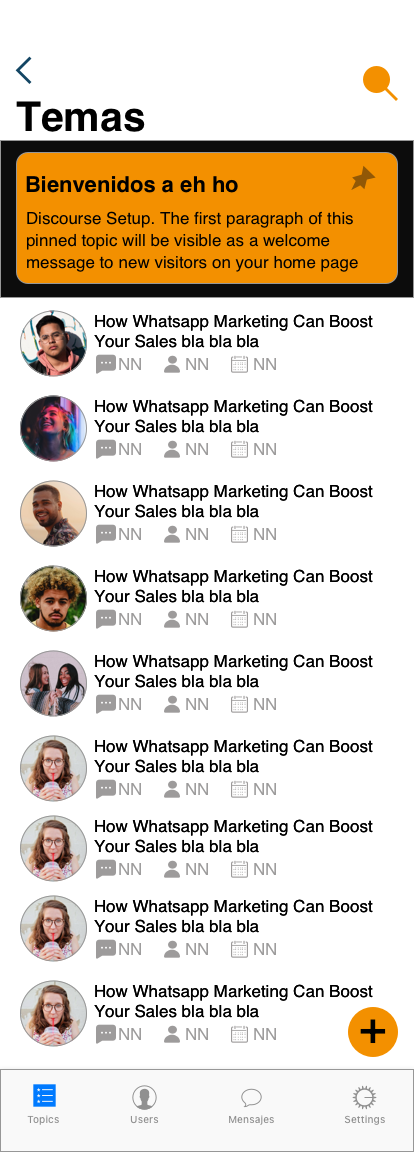 Temas
Bienvenidos a eh ho
Discourse Setup. The first paragraph of this
pinned topic will be visible as a welcome
message to new visitors on your home page
How Whatsapp Marketing Can Boost
Your Sales bla bla bla
NN NN NN
How Whatsapp Marketing Can Boost
Your Sales bla bla bla
NN NN NN
How Whatsapp Marketing Can Boost
Your Sales bla bla bla
NN NN NN
How Whatsapp Marketing Can Boost
Your Sales bla bla bla
NN NN NN
How Whatsapp Marketing Can Boost
Your Sales bla bla bla
NN NN NN
How Whatsapp Marketing Can Boost
Your Sales bla bla bla
NN NN NN
How Whatsapp Marketing Can Boost
Your Sales bla bla bla
NN NN NN
How Whatsapp Marketing Can Boost
Your Sales bla bla bla
NN NN NN
How Whatsapp Marketing Can Boost
Your Sales bla bla bla
NN NN NN
Topics Users Mensajes Settings